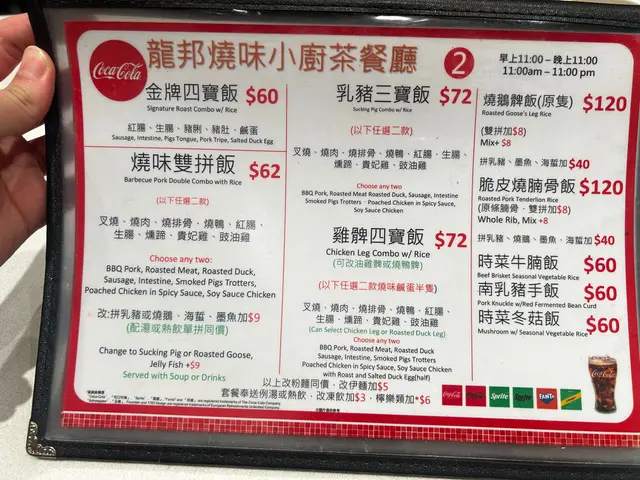 Coca-Cola
龍邦燒味小廚茶餐廳
2
早上11:00 – 晚上11:00
11:00am – 11:00 pm
金牌四寶飯 $60
Signature Roast Combo w/ Rice
紅腸、生腸、豬脷、豬肚、鹹蛋
Sausage, Intestine, Pigs Tongue, Pork Tripe, Salted Duck Egg
燒味雙拼飯 $62
Barbecue Pork Double Combo with Rice
(以下任選二款)
叉燒、燒肉、燒排骨、燒鴨、紅腸、
生腸、燻蹄、貴妃雞、豉油雞
Choose any two:
BBQ Pork, Roasted Meat, Roasted Duck,
Sausage, Intestine, Smoked Pigs Trotters,
Poached Chicken in Spicy Sauce, Soy Sauce Chicken
改:拼乳豬或燒鵝、海蜇、墨魚加$9
(配湯或熱飲單拼同價)
Change to Sucking Pig or Roasted Goose,
Jelly Fish +$9
Served with Soup or Drinks
乳豬三寶飯 $72
Sucking Pig Combo w/ Rice
(以下任選二款)
叉燒、燒肉、燒排骨、燒鴨、紅腸、生腸、
燻蹄、貴妃雞、豉油雞
Choose any two
BBQ Pork, Roasted Meat Roasted Duck, Sausage, Intestine
Smoked Pigs Trotters , Poached Chicken in Spicy Sauce,
Soy Sauce Chicken
雞髀四寶飯 $72
Chicken Leg Combo w/ Rice
(可改油雞髀或燒鴨髀)
(以下任選二款燒味鹹蛋半隻)
叉燒、燒肉、燒排骨、燒鴨、紅腸、
生腸、燻蹄、貴妃雞、豉油雞
(Can Select Chicken Leg or Roasted Duck Leg)
Choose any two
BBQ Pork, Roasted Meat, Roasted Duck
Sausage, Intestine, Smoked Pigs Trotters,
Poached Chicken in Spicy Sauce, Soy Sauce Chicken
with Roast and Salted Duck Egg(half)
燒鵝髀飯(原隻) $120
Roasted Goose's Leg Rice
(雙拼加$8)
Mix+ $8
拼乳豬、墨魚、海蜇加$40
脆皮燒腩骨飯 $120
Roasted Pork Tenderlion Rice
(原條腩骨、雙拼加$8)
Whole Rib, Mix +8
拼乳豬、燒鵝、墨魚、海蜇加$40
時菜牛腩飯 $60
Beef Brisket Seasonal Vegetable Rice
南乳豬手飯 $60
Pork Knuckle w/Red Fermented Bean Curd
時菜冬菇飯 $60
Mushroom w/ Seasonal Vegetable Rice
以上改粉麵同價、改伊麵加$5
套餐奉送例湯或熱飲、改凍飲加$3、檸樂類加*$6
Coca-Cola
Sprite
Sprite
FANTA
Coca-Cola